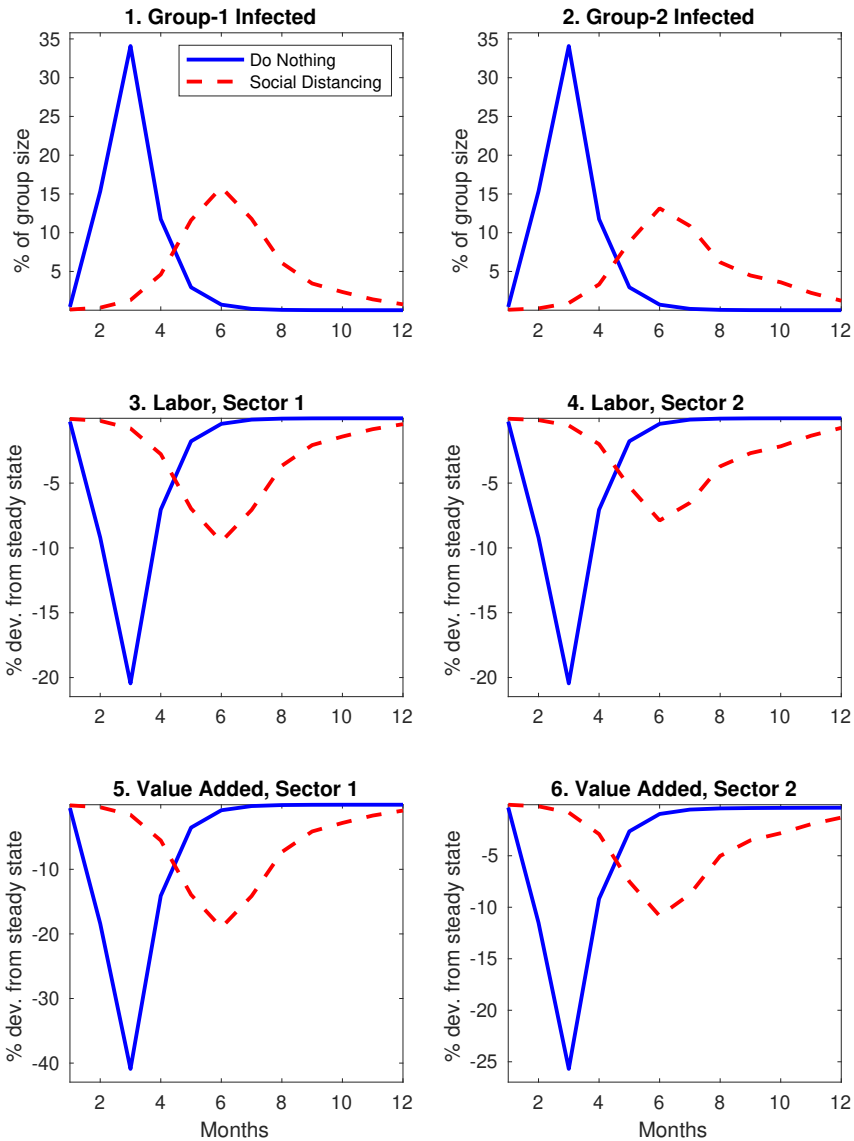 1. Group-1 Infected
% of group size
35
30
25
20
15
10
5
2 4 6 8 10 12
Do Nothing
Social Distancing
2. Group-2 Infected
% of group size
35
30
25
20
15
10
5
2 4 6 8 10 12
3. Labor, Sector 1
% dev. from steady state
-5
-10
-15
-20
2 4 6 8 10 12
4. Labor, Sector 2
% dev. from steady state
-5
-10
-15
-20
2 4 6 8 10 12
5. Value Added, Sector 1
% dev. from steady state
-10
-20
-30
-40
2 4 6 8 10 12
Months
6. Value Added, Sector 2
% dev. from steady state
-5
-10
-15
-20
-25
2 4 6 8 10 12
Months